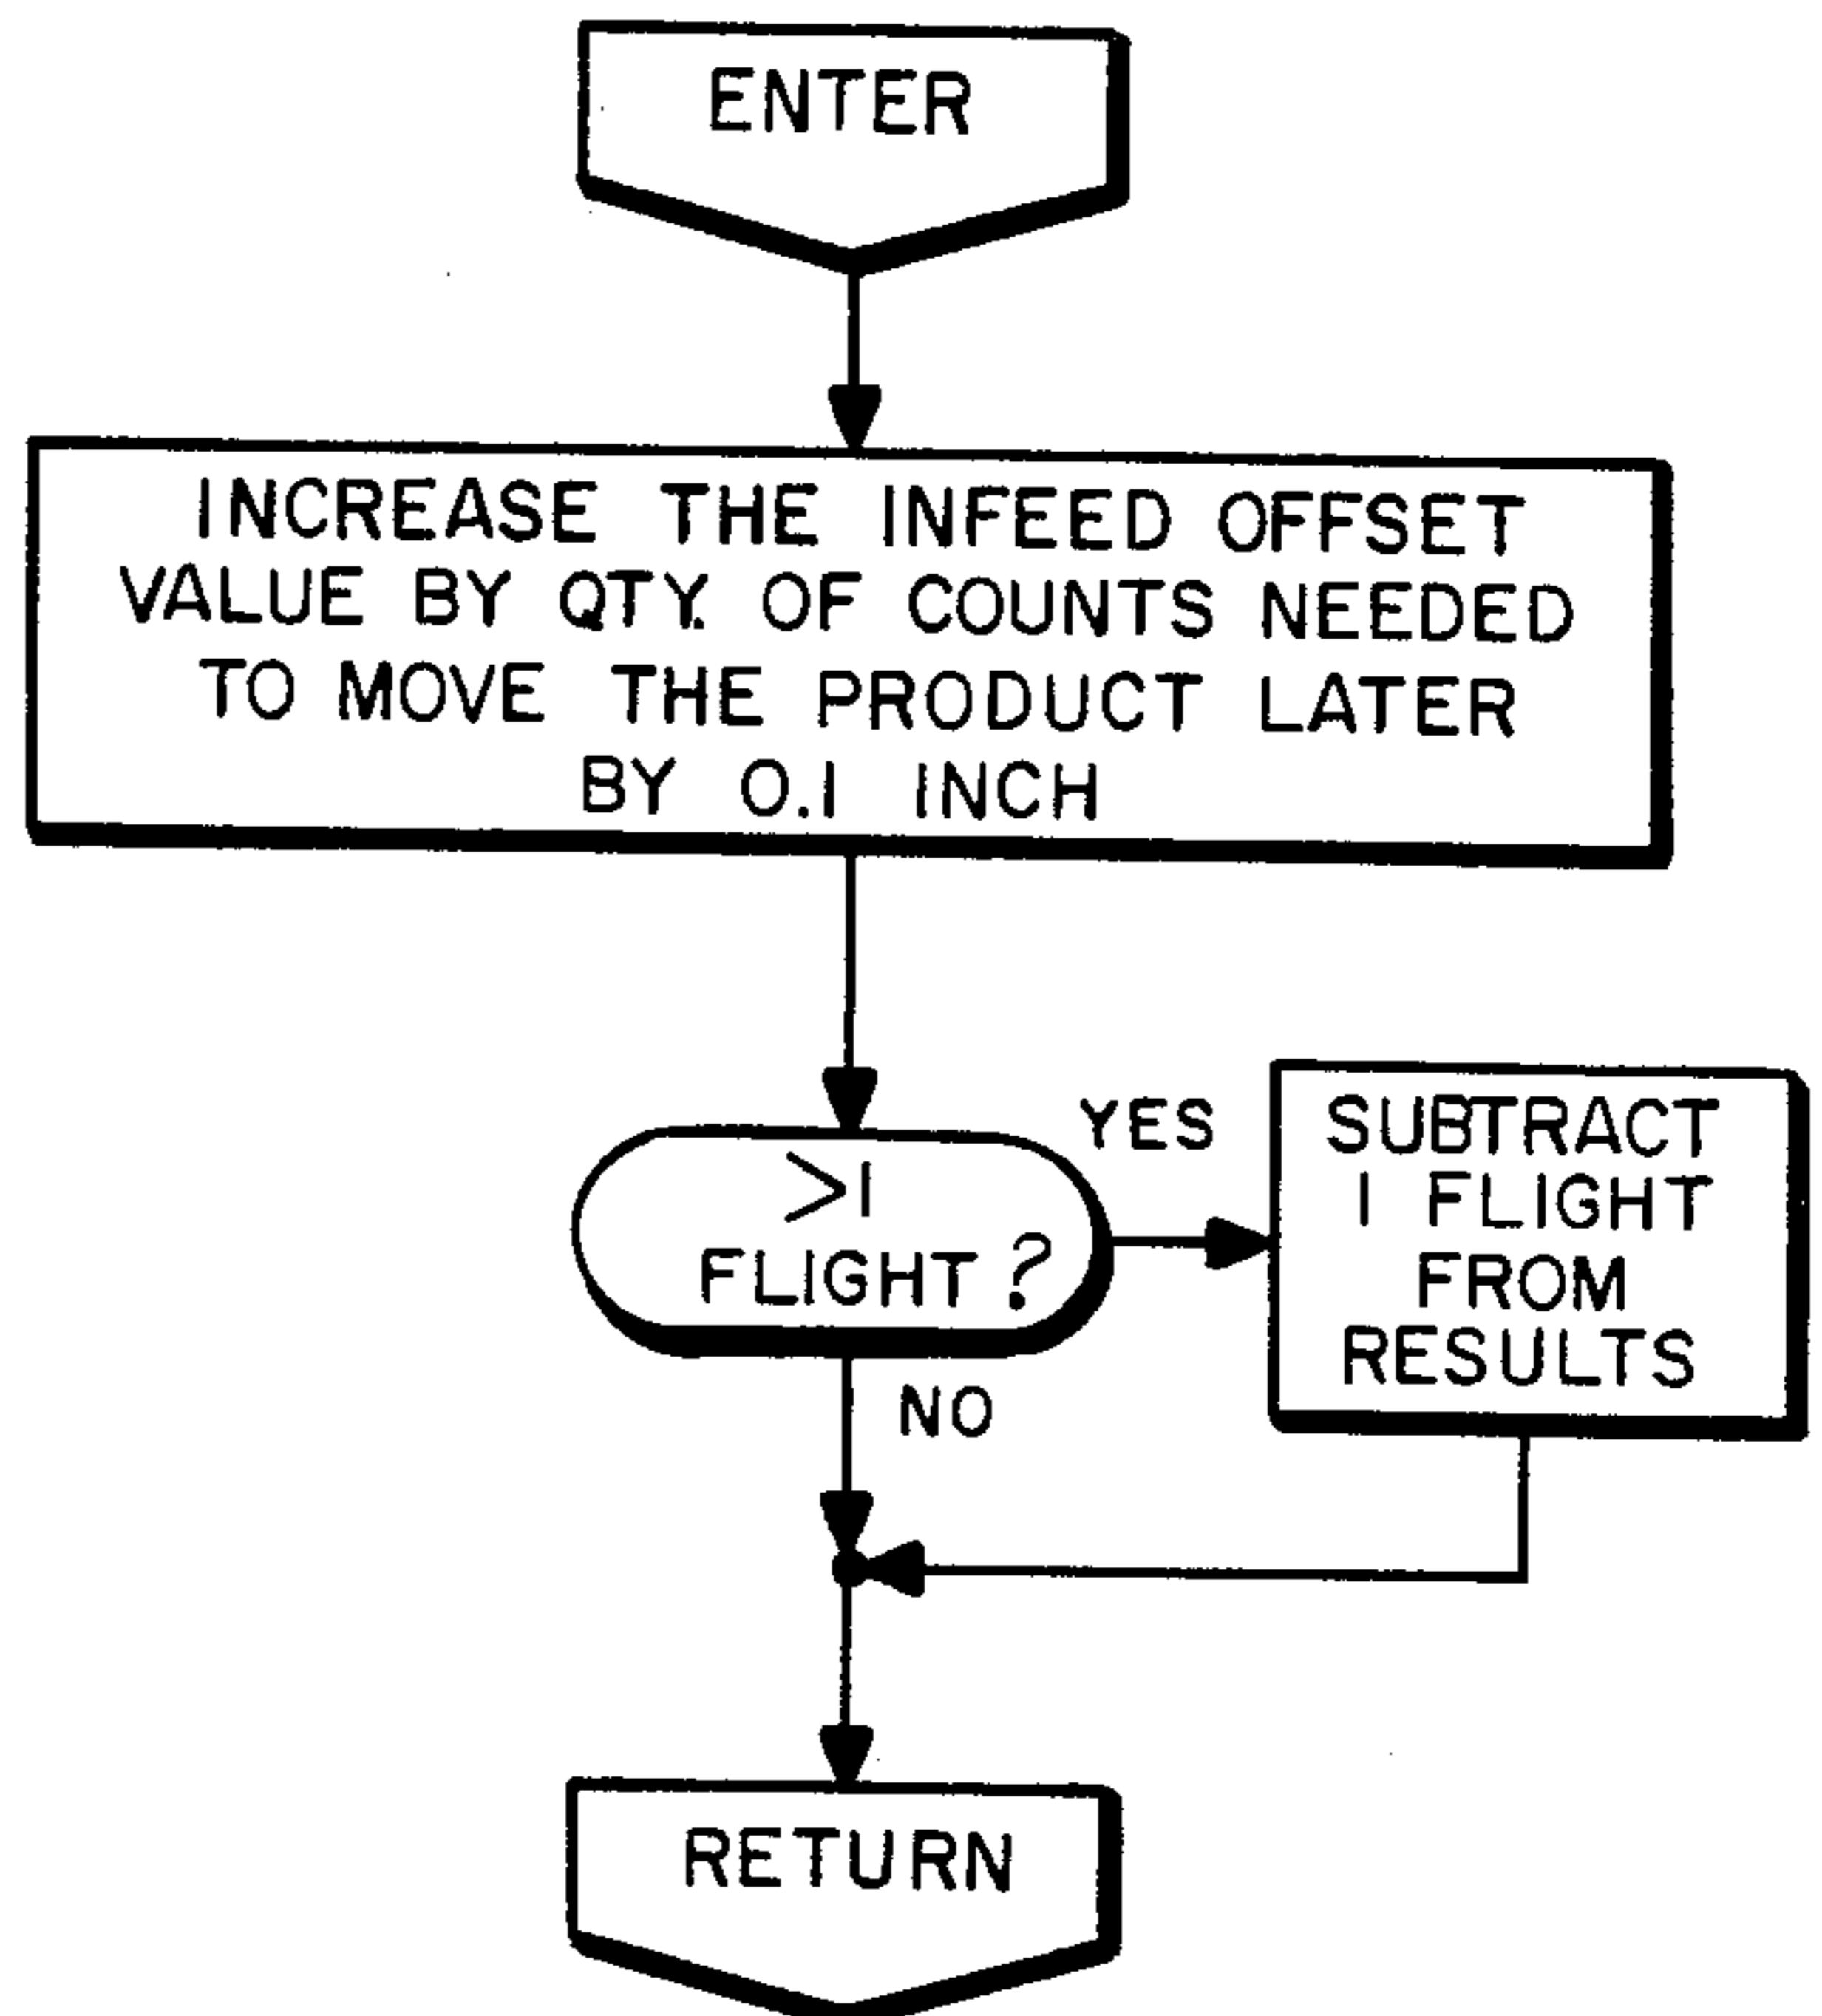 ENTER
INCREASE THE INFEED OFFSET
VALUE BY QTY. OF COUNTS NEEDED
TO MOVE THE PRODUCT LATER
BY 0.1 INCH
>1
FLIGHT ?
YES
SUBTRACT
1 FLIGHT
FROM
RESULTS
NO
RETURN